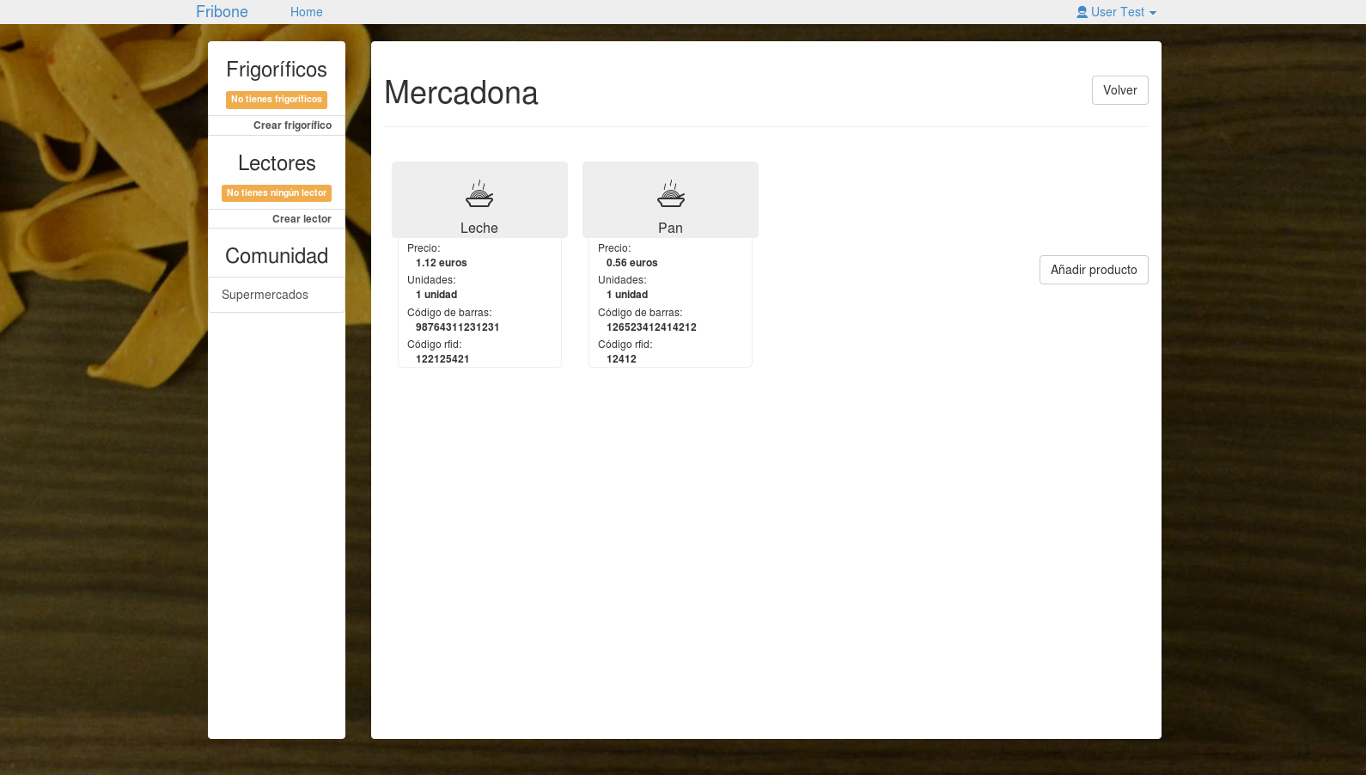 Fribone
Home
User Test
Frigoríficos
No tienes frigoríficos
Crear frigorífico
Lectores
No tienes ningún lector
Crear lector
Comunidad
Supermercados
Mercadona
Volver
Leche
Precio:
1.12 euros
Unidades:
1 unidad
Código de barras:
98764311231231
Código rfid:
122125421
Pan
Precio:
0.56 euros
Unidades:
1 unidad
Código de barras:
126523412414212
Código rfid:
12412
Añadir producto